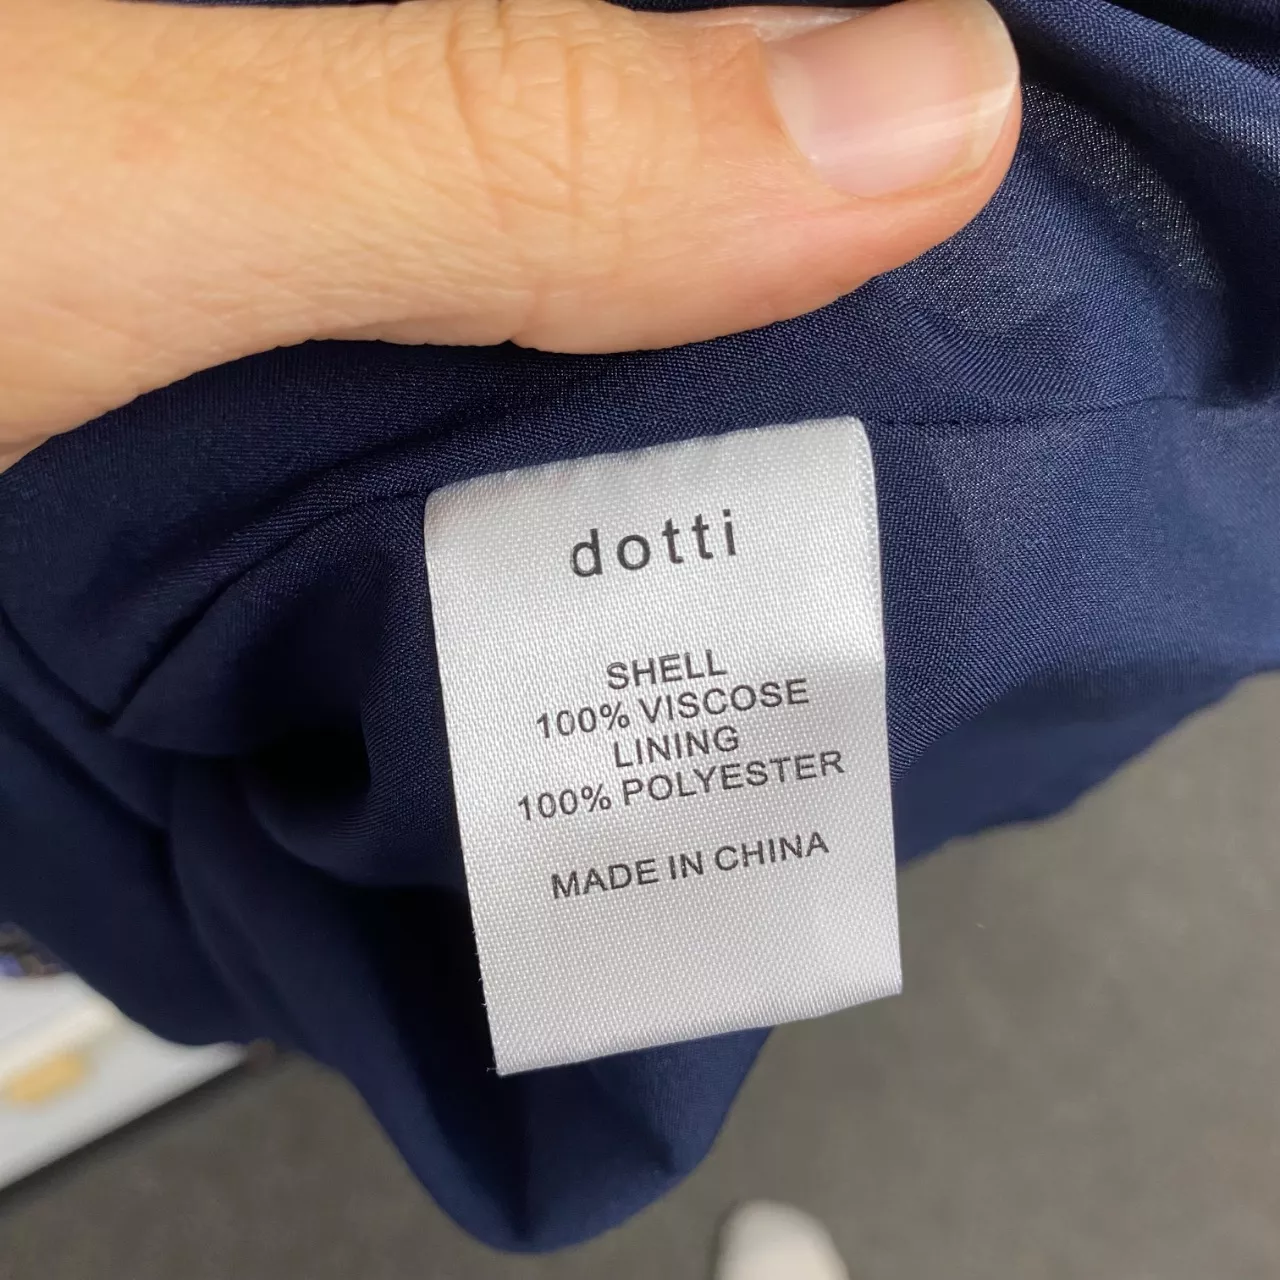 dotti
SHELL
100% VISCOSE
LINING
100% POLYESTER
MADE IN CHINA